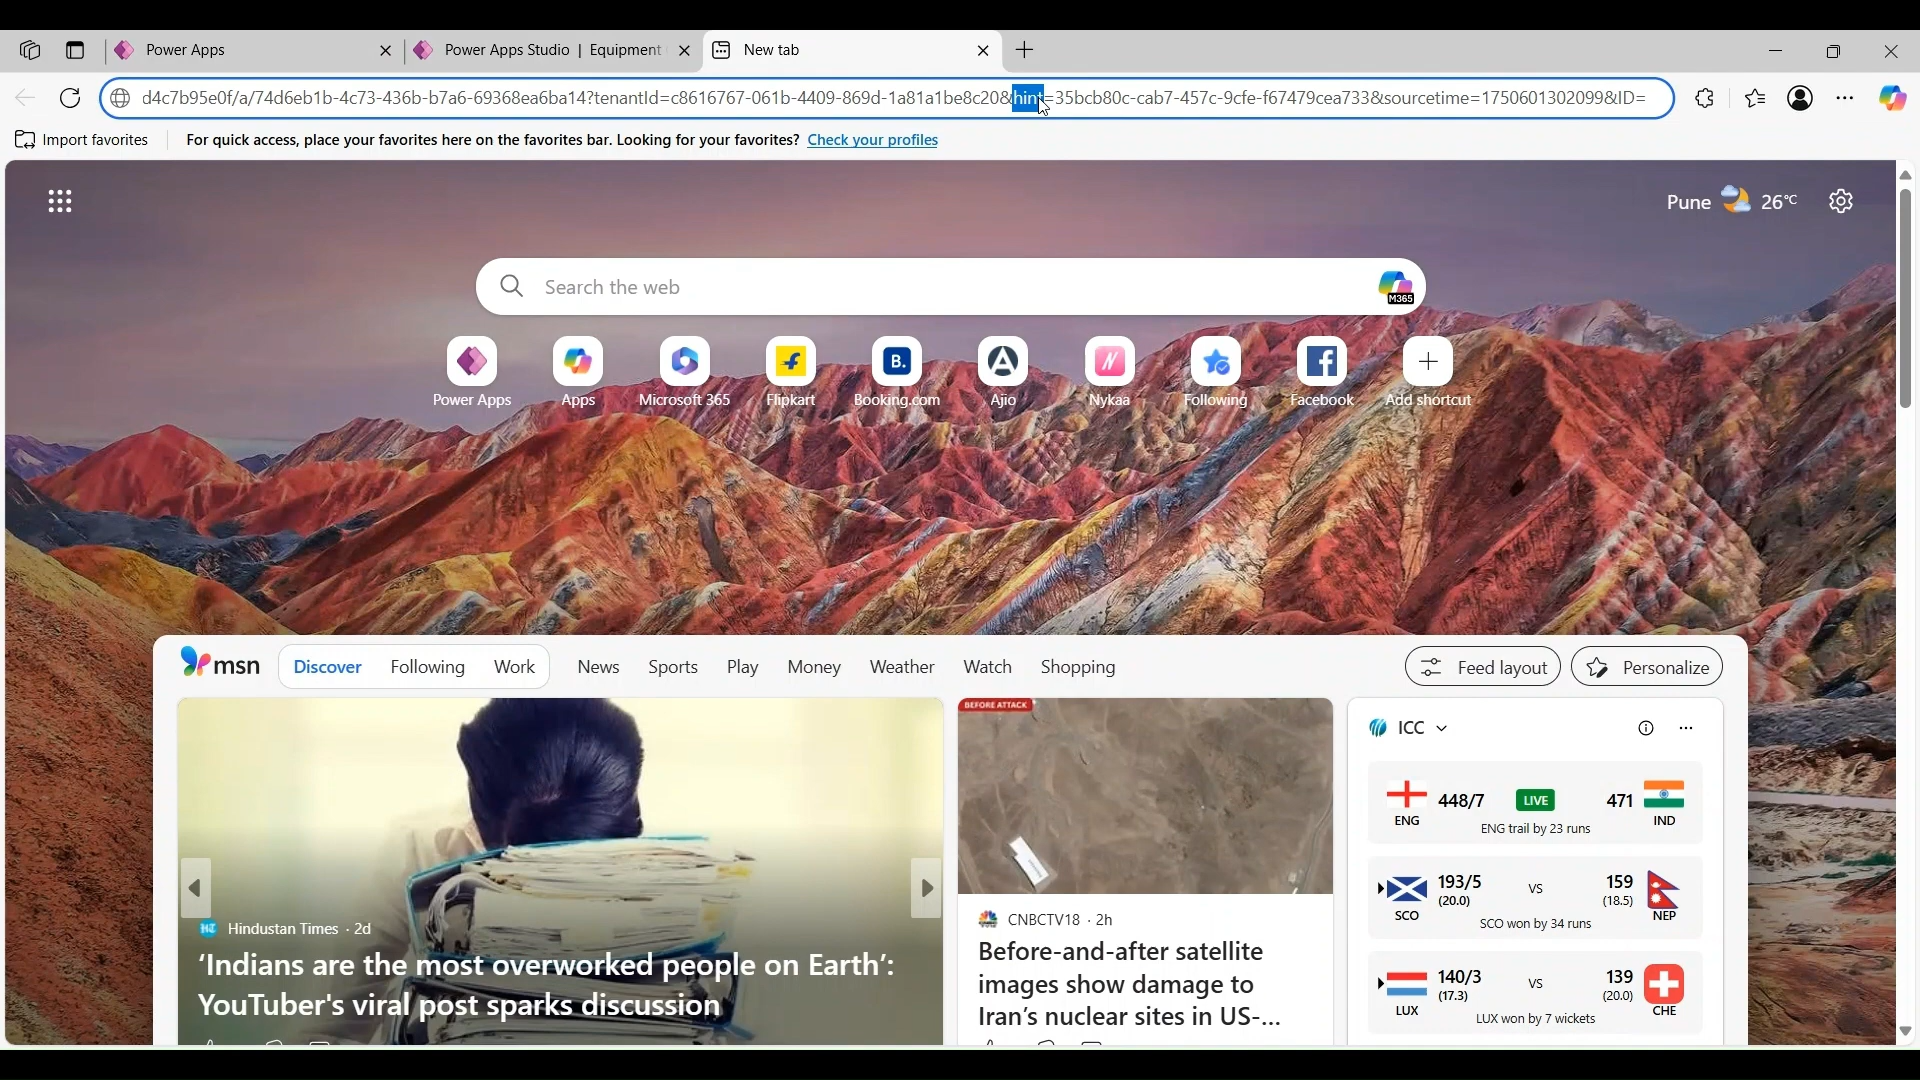 Power Apps
Power Apps Studio | Equipment
New tab
d4c7b95e0f/a/74d6eb1b-4c73-436b-b7a6-69368ea6ba14?tenantId=c8616767-061b-4409-869d-1a81a1be8c20&hint=35bcb80c-cab7-457c-9cfe-f67479cea733&sourcetime=1750601302099&ID=
Import favorites
For quick access, place your favorites here on the favorites bar. Looking for your favorites? Check your profiles
Pune 26°C
Search the web
M365
Power Apps
Apps
Microsoft 365
Flipkart
B.
Booking.com
Ajio
N
Nykaa
Following
Facebook
Add shortcut
msn
Discover
Following
Work
News
Sports
Play
Money
Weather
Watch
Shopping
Feed layout
Personalize
HT Hindustan Times · 2d
‘Indians are the most overworked people on Earth’:
YouTuber's viral post sparks discussion
BEFORE ATTACK
CNBCTV18 · 2h
Before-and-after satellite
images show damage to
Iran’s nuclear sites in US-...
ICC
ENG 448/7 LIVE 471 IND
ENG trail by 23 runs
SCO 193/5 (20.0) VS 159 (18.5) NEP
SCO won by 34 runs
LUX 140/3 (17.3) VS 139 (20.0) CHE
LUX won by 7 wickets